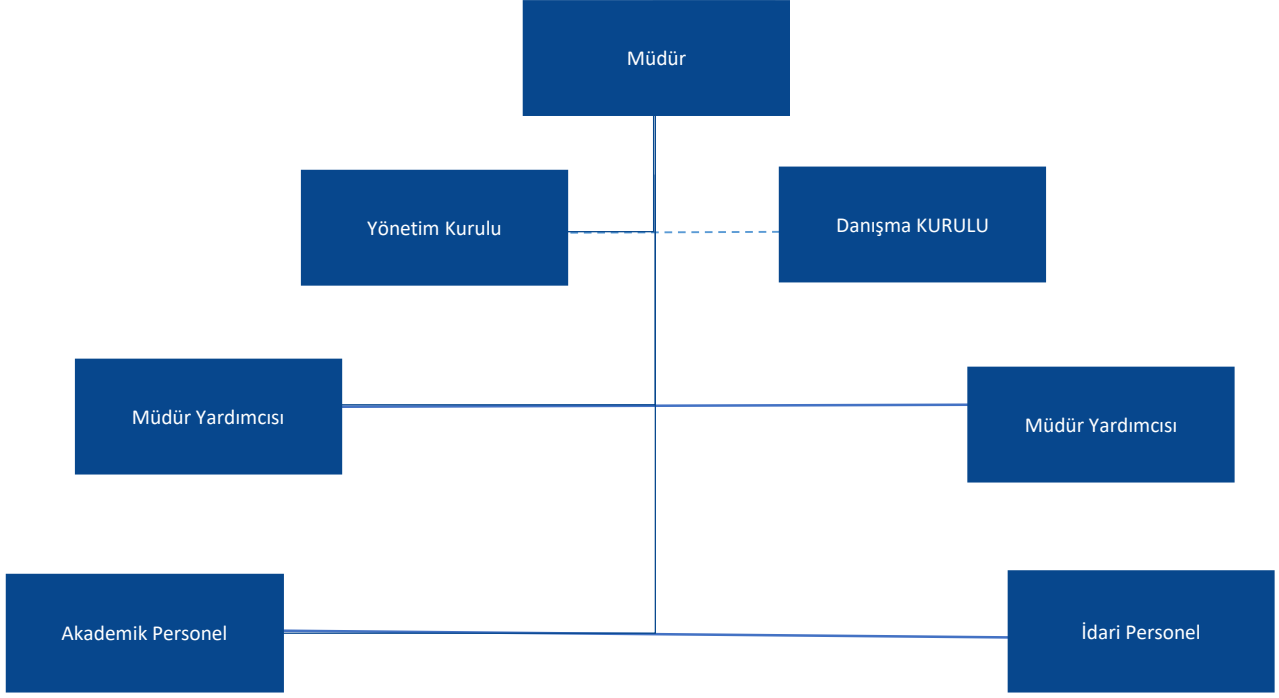 Müdür
Yönetim Kurulu
Danışma KURULU
Müdür Yardımcısı
Müdür Yardımcısı
Akademik Personel
İdari Personel